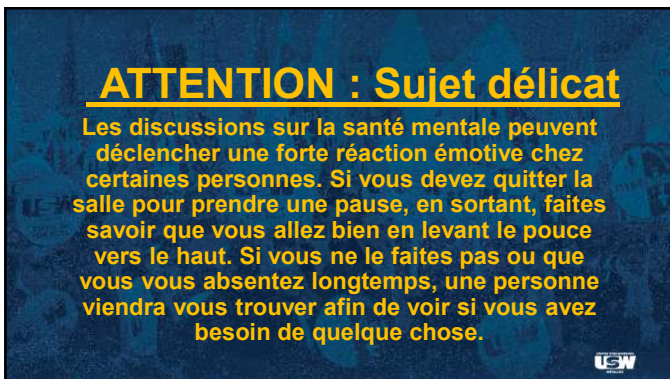 ATTENTION : Sujet délicat
Les discussions sur la santé mentale peuvent
déclencher une forte réaction émotive chez
certaines personnes. Si vous devez quitter la
salle pour prendre une pause, en sortant, faites
savoir que vous allez bien en levant le pouce
vers le haut. Si vous ne le faites pas ou que
vous vous absentez longtemps, une personne
viendra vous trouver afin de voir si vous avez
besoin de quelque chose.
USW
MÉTALLOS